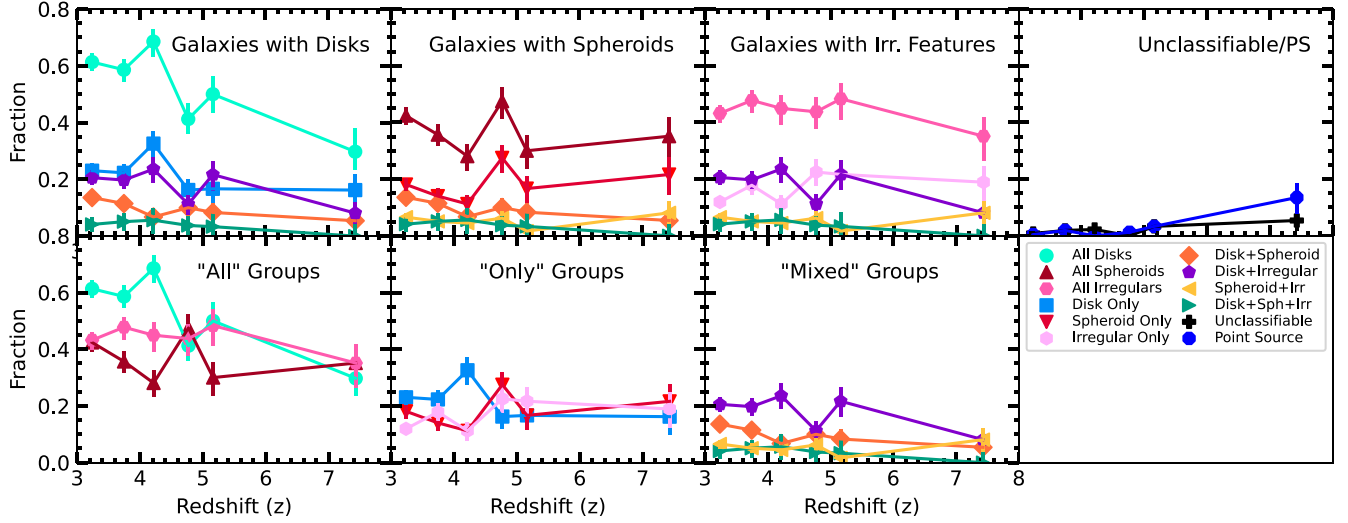 0.8
Galaxies with Disks
Galaxies with Spheroids
Galaxies with Irr. Features
Unclassifiable/PS
0.6
Fraction
0.4
0.2
0.8
"All" Groups
"Only" Groups
"Mixed" Groups
All Disks
All Spheroids
All Irregulars
Disk Only
Spheroid Only
Irregular Only
Disk+Spheroid
Disk+Irregular
Spheroid+Irr
Disk+Sph+Irr
Unclassifiable
Point Source
0.6
Fraction
0.4
0.2
0.0
3 4 5 6 7 3 4 5 6 7 3 4 5 6 7 8
Redshift (z) Redshift (z) Redshift (z)